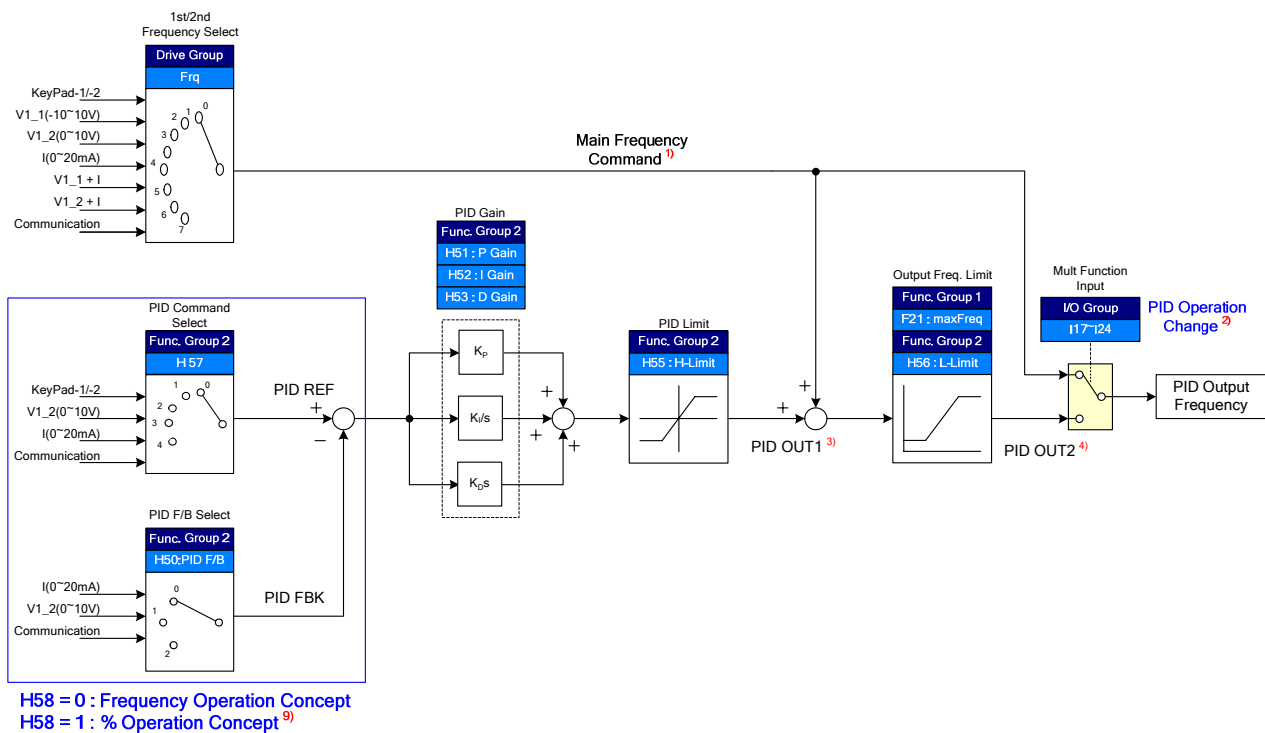 1st/2nd
Frequency Select
Drive Group
Frq
KeyPad-1/-2
V1_1(-10~10V)
V1_2(0~10V)
I(0~20mA)
V1_1 + I
V1_2 + I
Communication
0
1
2
3
4
5
6
7
Main Frequency
Command 1)
PID Gain
Func. Group 2
H51 : P Gain
H52 : I Gain
H53 : D Gain
PID Command
Select
Func. Group 2
H 57
KeyPad-1/-2
V1_2(0~10V)
I(0~20mA)
Communication
0
1
2
3
4
PID REF
+
−
KP
KI/s
KDs
+
+
+
PID Limit
Func. Group 2
H55 : H-Limit
PID OUT1 3)
+
+
Output Freq. Limit
Func. Group 1
F21 : maxFreq
Func. Group 2
H56 : L-Limit
PID OUT2 4)
Mult Function
Input
I/O Group
I17~I24
PID Operation
Change 2)
PID Output
Frequency
PID F/B Select
Func. Group 2
H50:PID F/B
I(0~20mA)
V1_2(0~10V)
Communication
0
1
2
PID FBK
H58 = 0 : Frequency Operation Concept
H58 = 1 : % Operation Concept 9)